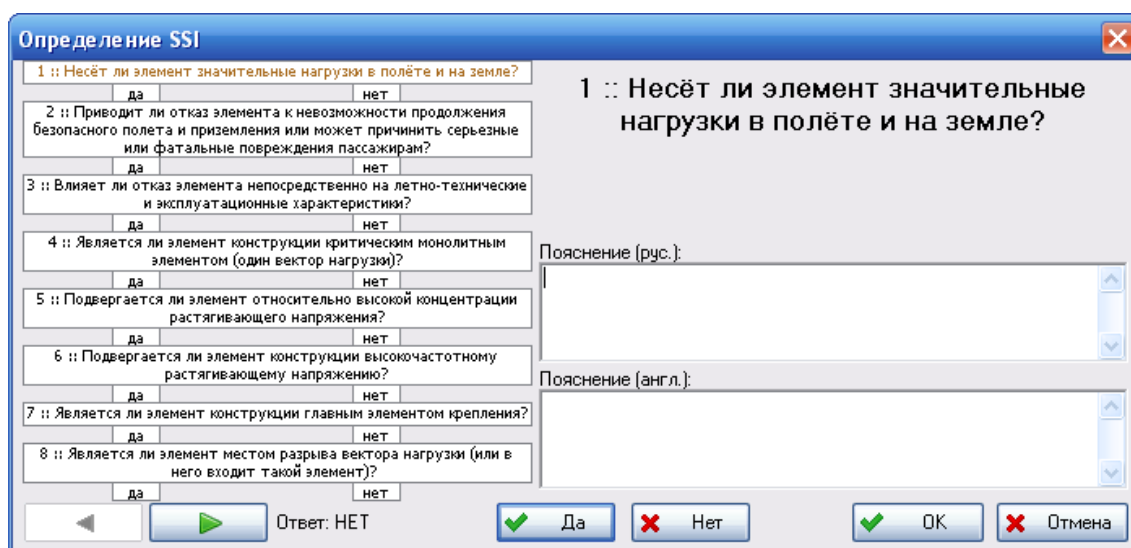 Определение SSI
1 :: Несёт ли элемент значительные нагрузки в полёте и на земле?
да нет
2 :: Приводит ли отказ элемента к невозможности продолжения
безопасного полета и приземления или может причинить серьезные
или фатальные повреждения пассажирам?
да нет
3 :: Влияет ли отказ элемента непосредственно на летно-технические
и эксплуатационные характеристики?
да нет
4 :: Является ли элемент конструкции критическим монолитным
элементом (один вектор нагрузки)?
да нет
5 :: Подвергается ли элемент относительно высокой концентрации
растягивающего напряжения?
да нет
6 :: Подвергается ли элемент конструкции высокочастотному
растягивающему напряжению?
да нет
7 :: Является ли элемент конструкции главным элементом крепления?
да нет
8 :: Является ли элемент местом разрыва вектора нагрузки (или в
него входит такой элемент)?
да нет
1 :: Несёт ли элемент значительные
нагрузки в полёте и на земле?
Пояснение (рус.):
Пояснение (англ.):
Ответ: НЕТ Да Нет OK Отмена